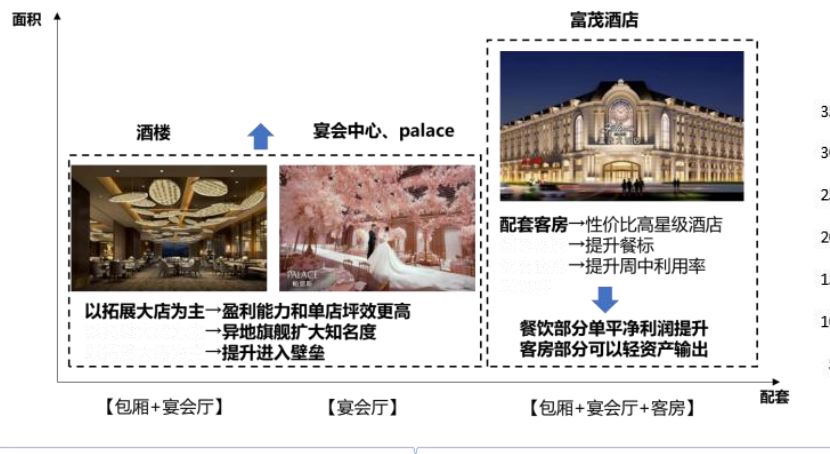 面积
富茂酒店
酒楼
宴会中心、palace
PALACE
配套客房→性价比高星级酒店
→提升餐标
→提升周中利用率
以拓展大店为主→盈利能力和单店坪效更高
→异地旗舰扩大知名度
→提升进入壁垒
餐饮部分单平净利润提升
客房部分可以轻资产输出
配套
【包厢+宴会厅】
【宴会厅】
【包厢+宴会厅+客房】